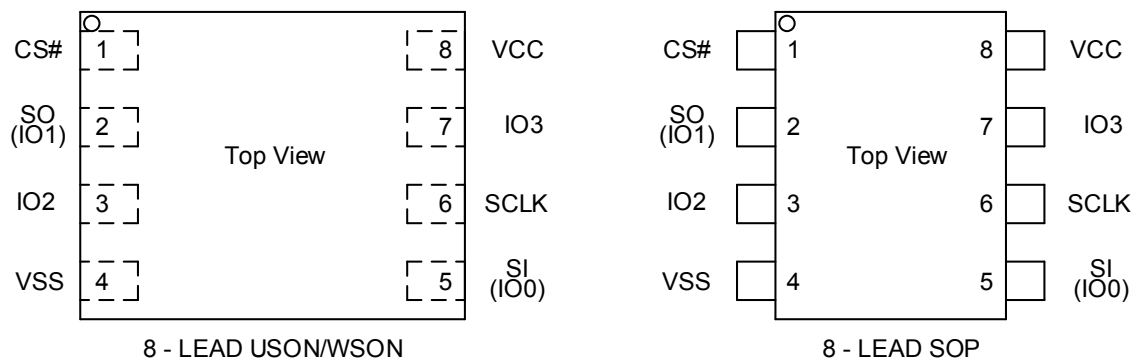 CS#
1
8
VCC
SO
(IO1)
2
7
IO3
Top View
IO2
3
6
SCLK
VSS
4
5
SI
(IO0)
8 - LEAD USON/WSON
CS#
1
8
VCC
SO
(IO1)
2
7
IO3
Top View
IO2
3
6
SCLK
VSS
4
5
SI
(IO0)
8 - LEAD SOP